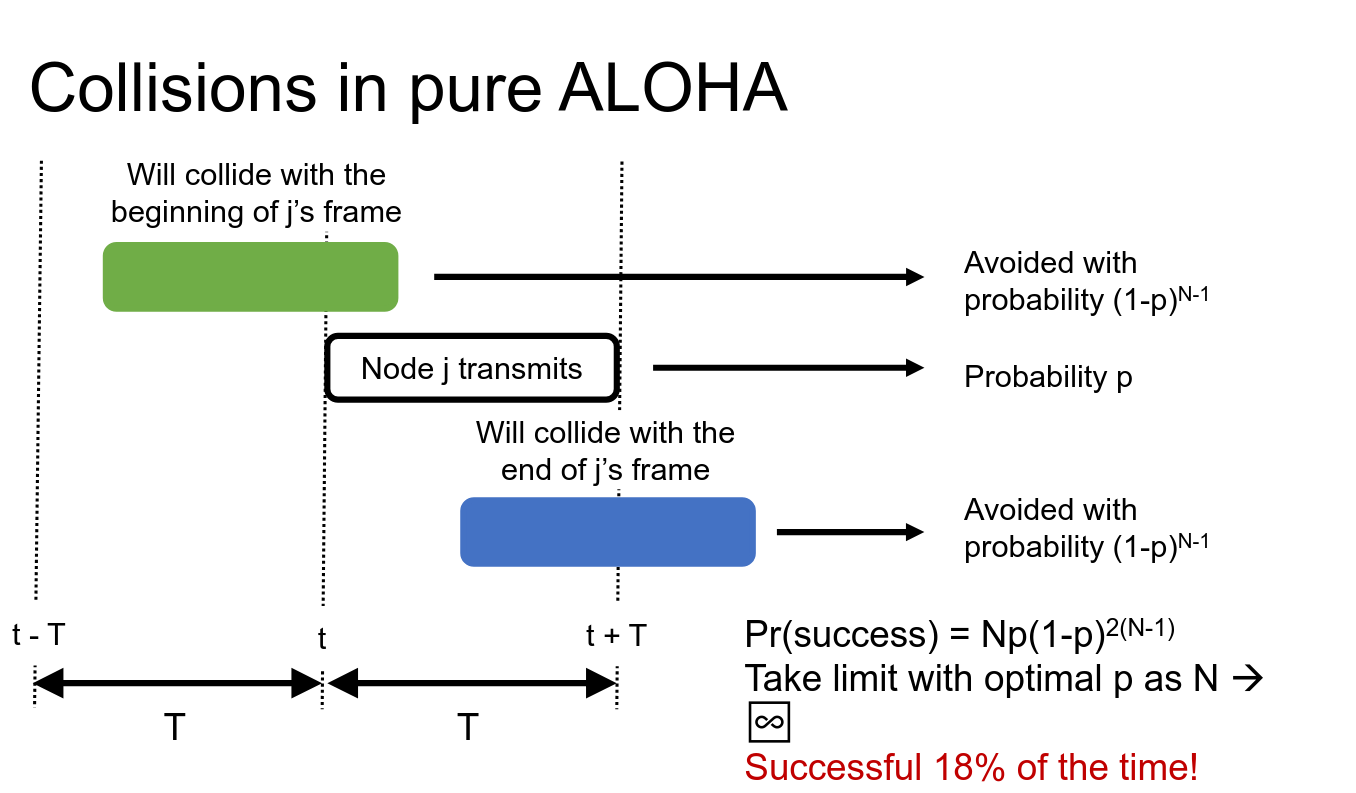 Collisions in pure ALOHA
Will collide with the
beginning of j’s frame
Avoided with
probability (1-p)ᴺ⁻¹
Node j transmits
Probability p
Will collide with the
end of j’s frame
Avoided with
probability (1-p)ᴺ⁻¹
t - T
t
t + T
T
T
Pr(success) = Np(1-p)²⁽ᴺ⁻¹⁾
Take limit with optimal p as N →
∞
Successful 18% of the time!